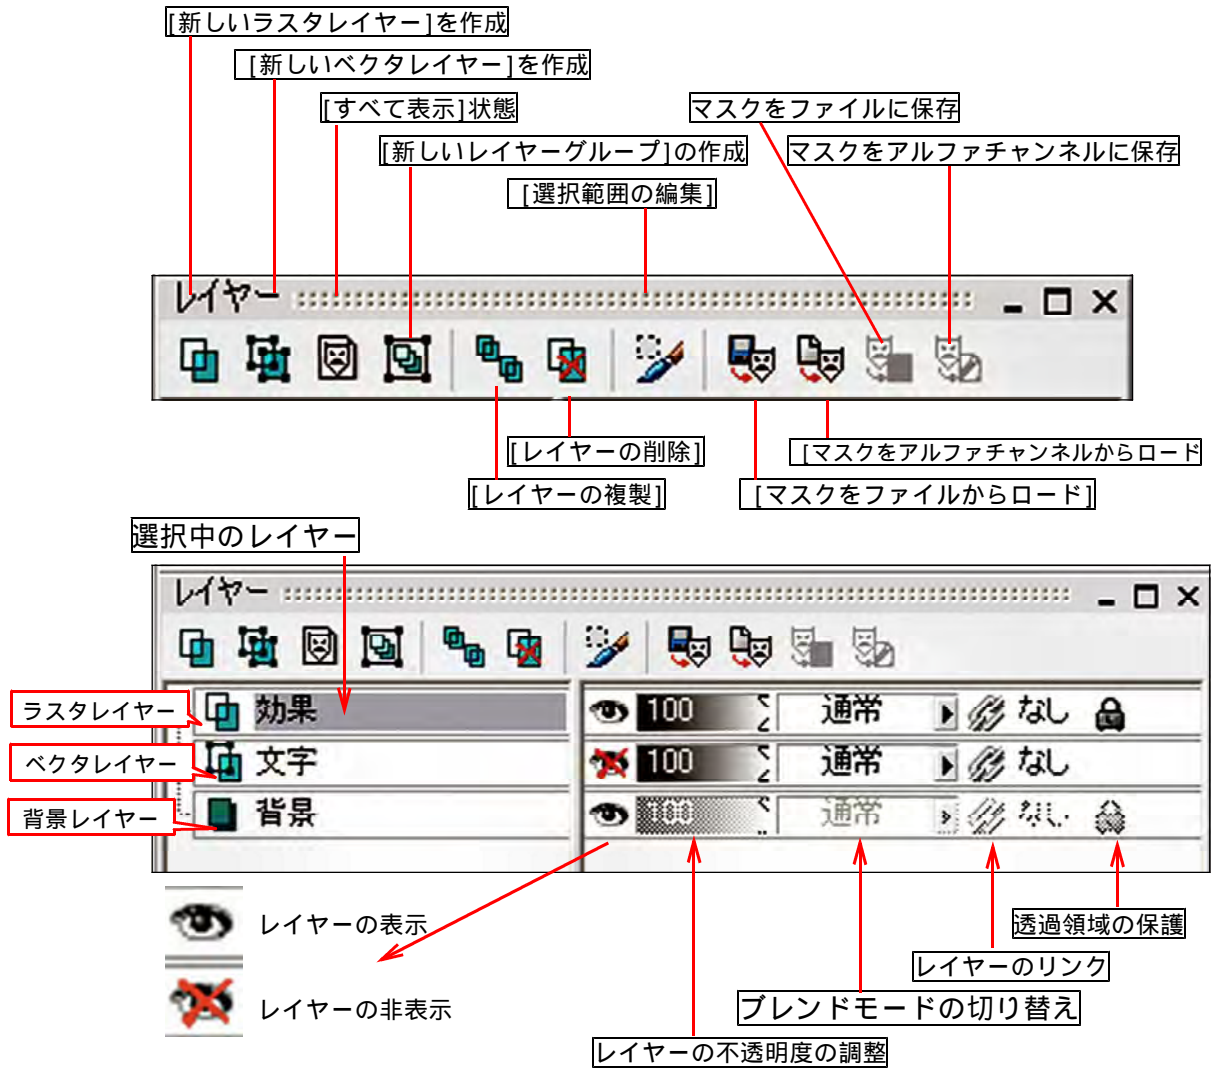 [新しいラスタレイヤー]を作成
[新しいベクタレイヤー]を作成
[すべて表示]状態
マスクをファイルに保存
[新しいレイヤーグループ]の作成
マスクをアルファチャンネルに保存
[選択範囲の編集]
レイヤー
[レイヤーの削除]
[マスクをアルファチャンネルからロード
[レイヤーの複製]
[マスクをファイルからロード]
選択中のレイヤー
レイヤー
ラスタレイヤー
効果
100
通常
なし
ベクタレイヤー
文字
100
通常
なし
背景レイヤー
背景
100
通常
なし
レイヤーの表示
透過領域の保護
レイヤーのリンク
レイヤーの非表示
ブレンドモードの切り替え
レイヤーの不透明度の調整